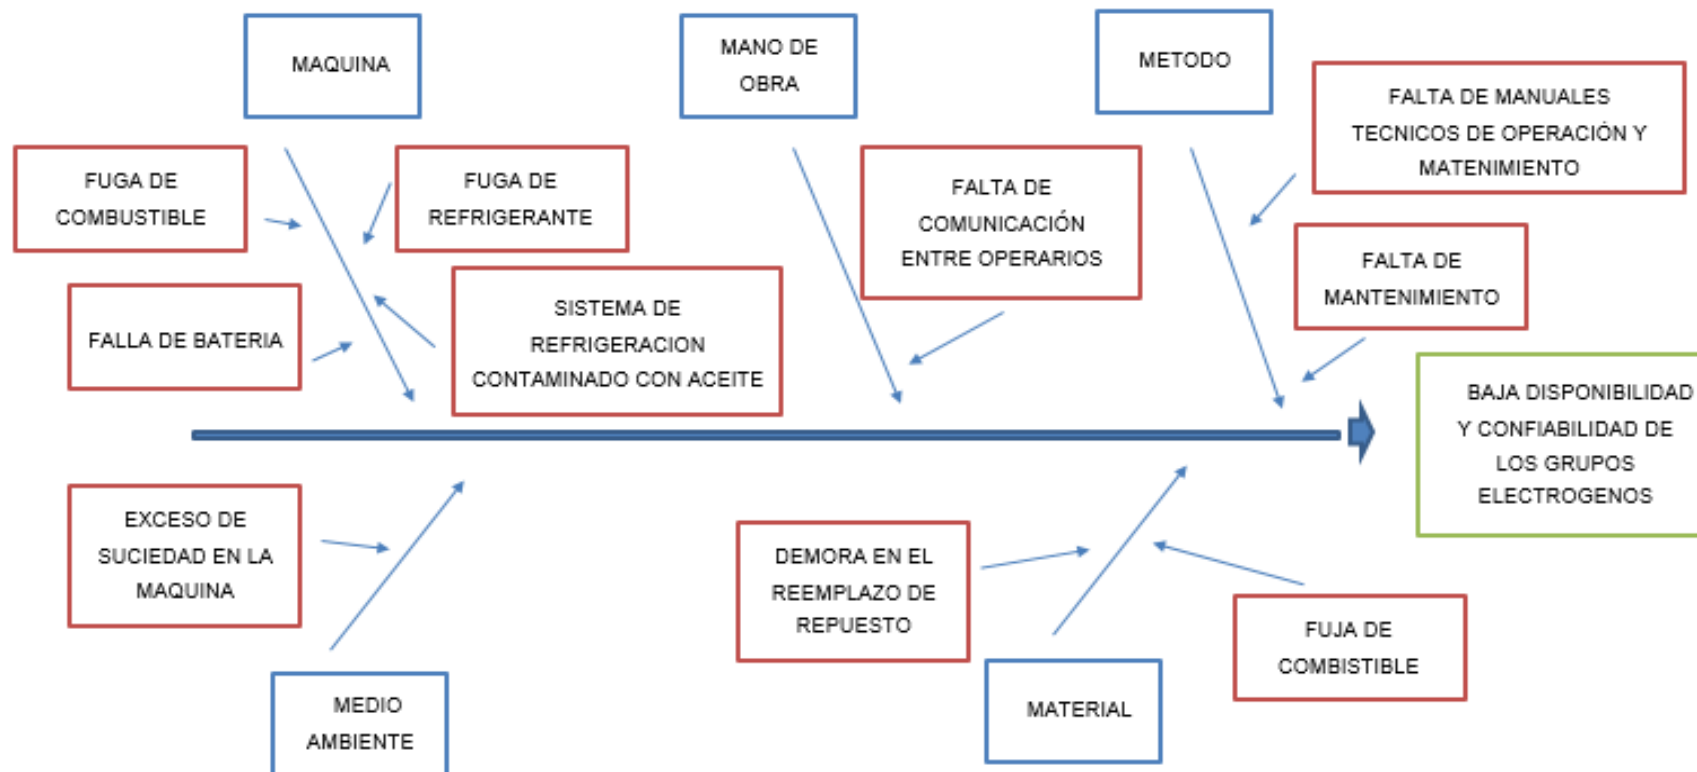 MAQUINA
MANO DE
OBRA
METODO
FALTA DE MANUALES
TECNICOS DE OPERACIÓN Y
MATENIMIENTO
FUGA DE
COMBUSTIBLE
FUGA DE
REFRIGERANTE
FALTA DE
COMUNICACIÓN
ENTRE OPERARIOS
FALTA DE
MANTENIMIENTO
FALLA DE BATERIA
SISTEMA DE
REFRIGERACION
CONTAMINADO CON ACEITE
BAJA DISPONIBILIDAD
Y CONFIABILIDAD DE
LOS GRUPOS
ELECTROGENOS
EXCESO DE
SUCIEDAD EN LA
MAQUINA
DEMORA EN EL
REEMPLAZO DE
REPUESTO
FUJA DE
COMBISTIBLE
MEDIO
AMBIENTE
MATERIAL